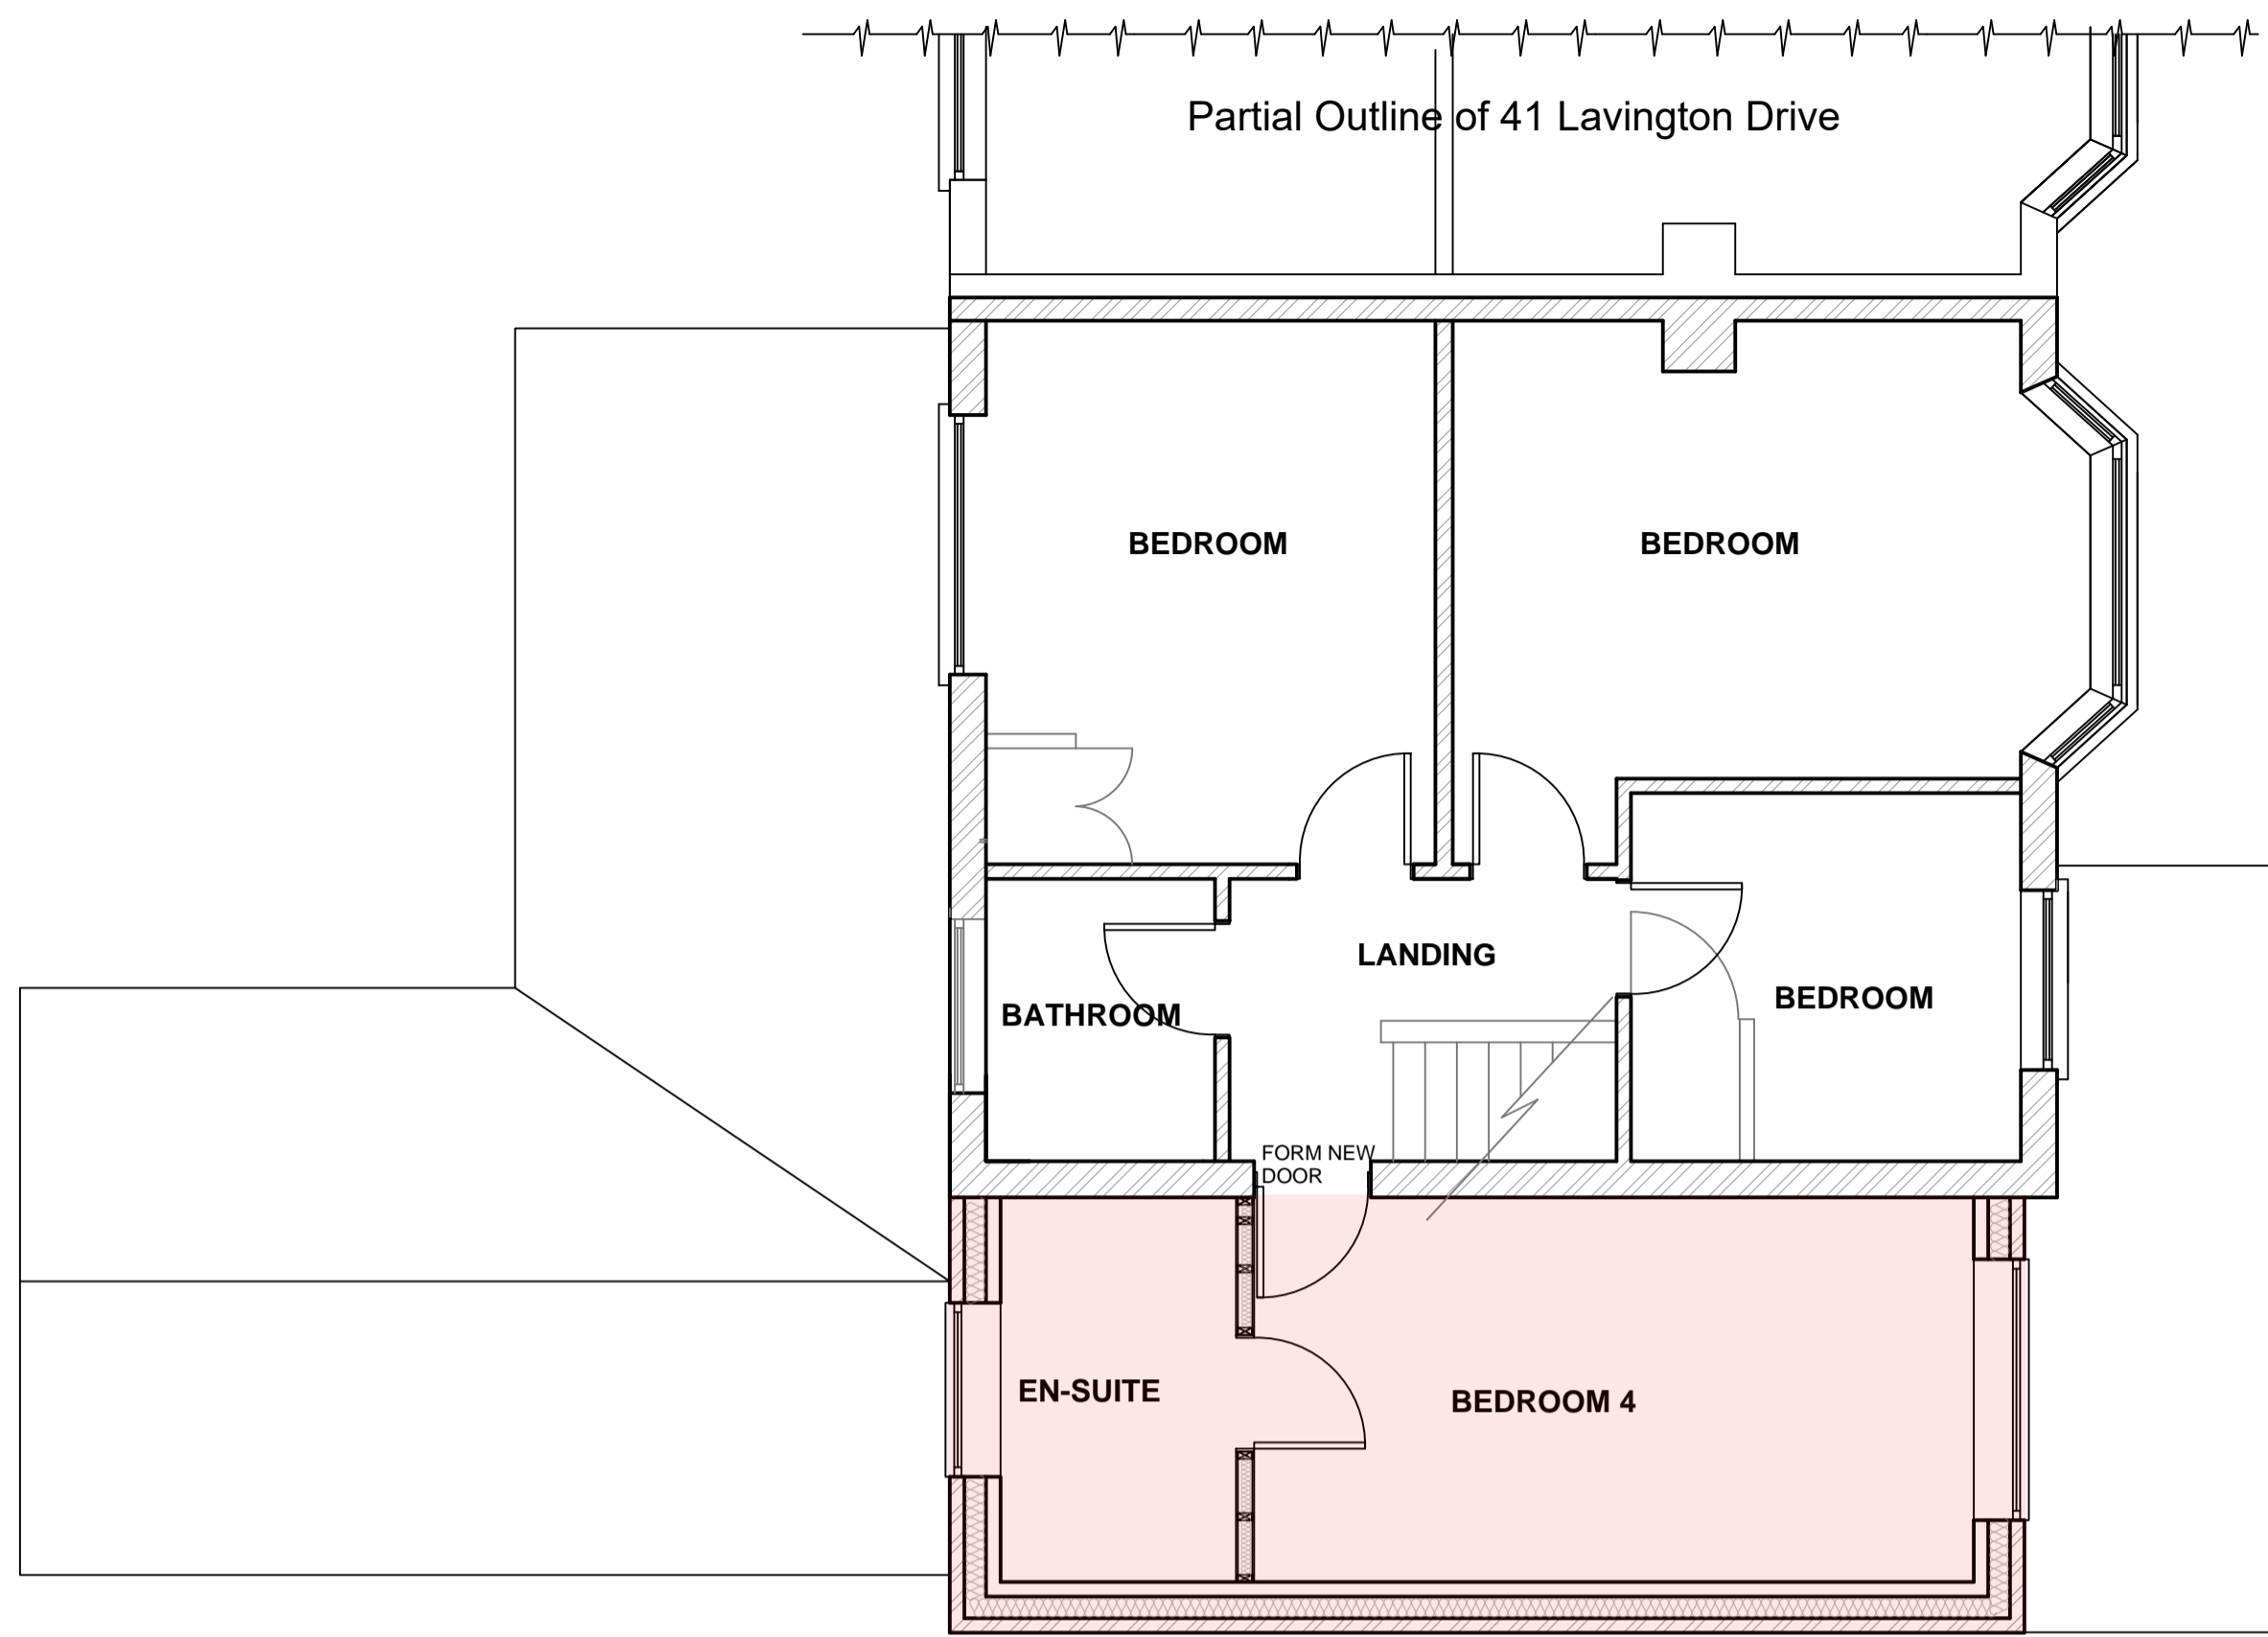 Partial Outline of 41 Lavington Drive
BEDROOM
BEDROOM
LANDING
BEDROOM
BATHROOM
FORM NEW
DOOR
EN-SUITE
BEDROOM 4